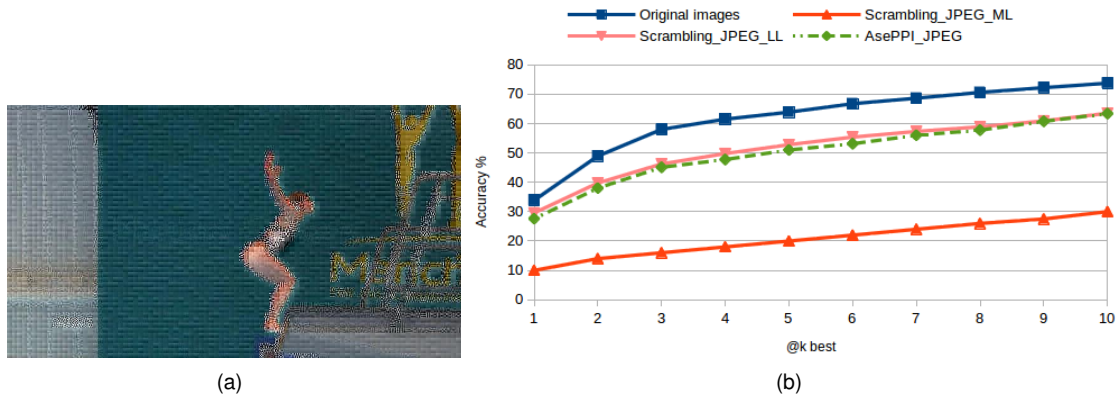 Original images
Scrambling_JPEG_ML
Scrambling_JPEG_LL
AsePPI_JPEG
80
70
60
50
40
30
20
10
0
Accuracy %
1 2 3 4 5 6 7 8 9 10
@k best
Manch
(a)
(b)